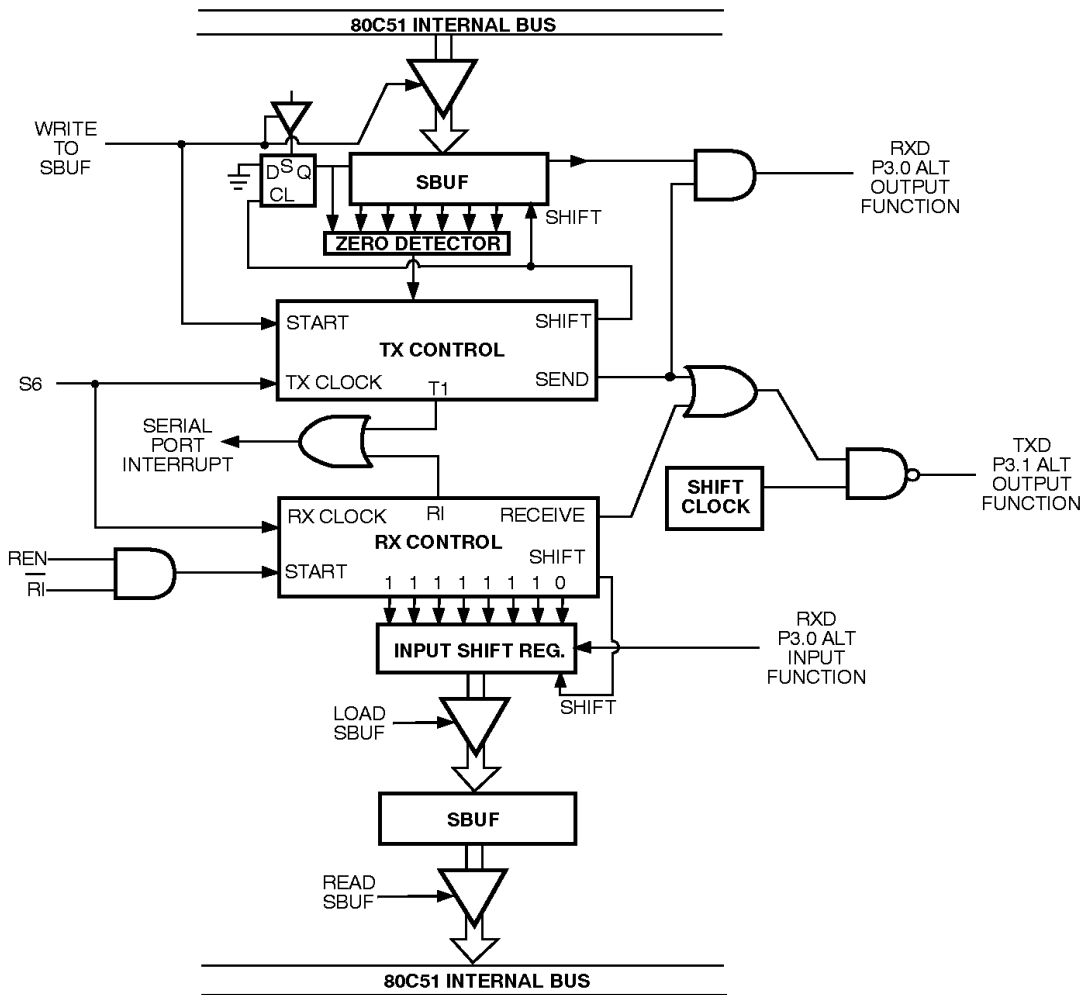 80C51 INTERNAL BUS
WRITE
TO
SBUF
D S Q
CL
SBUF
SHIFT
ZERO DETECTOR
RXD
P3.0 ALT
OUTPUT
FUNCTION
START
SHIFT
TX CONTROL
S6
TX CLOCK
T1
SEND
SERIAL
PORT
INTERRUPT
TXD
P3.1 ALT
OUTPUT
FUNCTION
SHIFT
CLOCK
RX CLOCK
RI
RECEIVE
RX CONTROL
SHIFT
REN
RI
START
1 1 1 1 1 1 1 0
INPUT SHIFT REG.
RXD
P3.0 ALT
INPUT
FUNCTION
SHIFT
LOAD
SBUF
SBUF
READ
SBUF
80C51 INTERNAL BUS